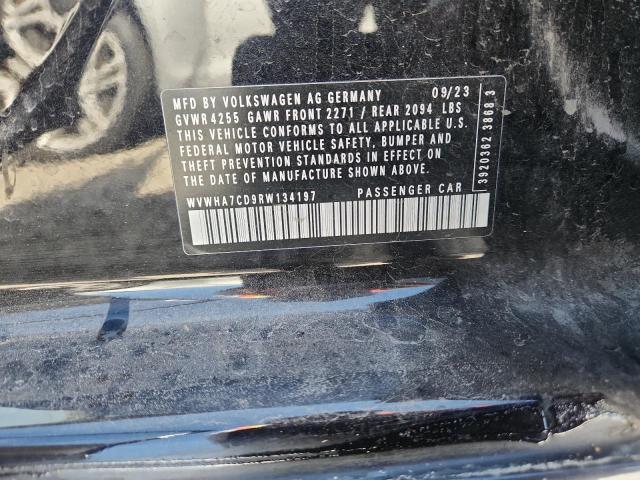 MFD BY VOLKSWAGEN AG GERMANY 09/23
GVWR 4255 GAWR FRONT 2271 / REAR 2094 LBS
THIS VEHICLE CONFORMS TO ALL APPLICABLE U.S.
FEDERAL MOTOR VEHICLE SAFETY, BUMPER AND
THEFT PREVENTION STANDARDS IN EFFECT ON
THE DATE OF MANUFACTURE SHOWN ABOVE.
WVWHA7CD9RW134197 PASSENGER CAR
3920362 3868 3